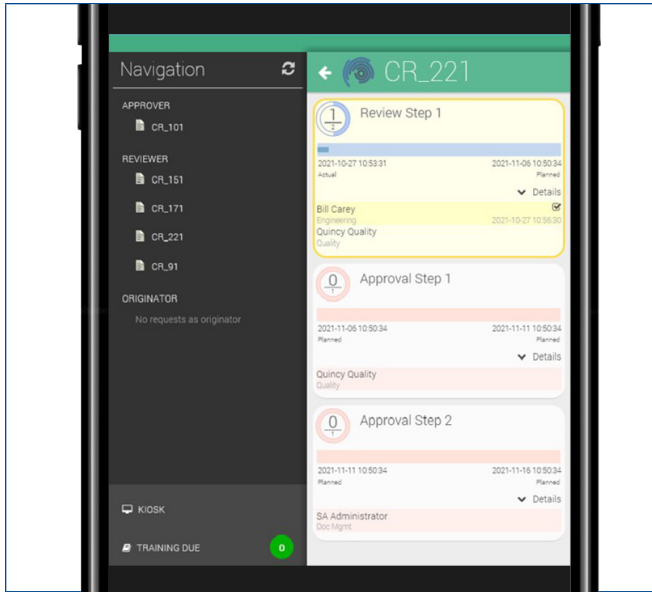 Navigation
APPROVER
CR_101
REVIEWER
CR_151
CR_171
CR_221
CR_91
ORIGINATOR
No requests as originator
KIOSK
TRAINING DUE 0
CR_221
1
2
Review Step 1
2021-10-27 10:53:31 2021-11-06 10:50:34
Actual Planned
Details
Bill Carey
Engineering 2021-10-27 10:56:30
Quincy Quality
Quality
0
1
Approval Step 1
2021-11-06 10:50:34 2021-11-11 10:50:34
Planned Planned
Details
Quincy Quality
Quality
0
1
Approval Step 2
2021-11-11 10:50:34 2021-11-16 10:50:34
Planned Planned
Details
SA Administrator
Doc Mgmt